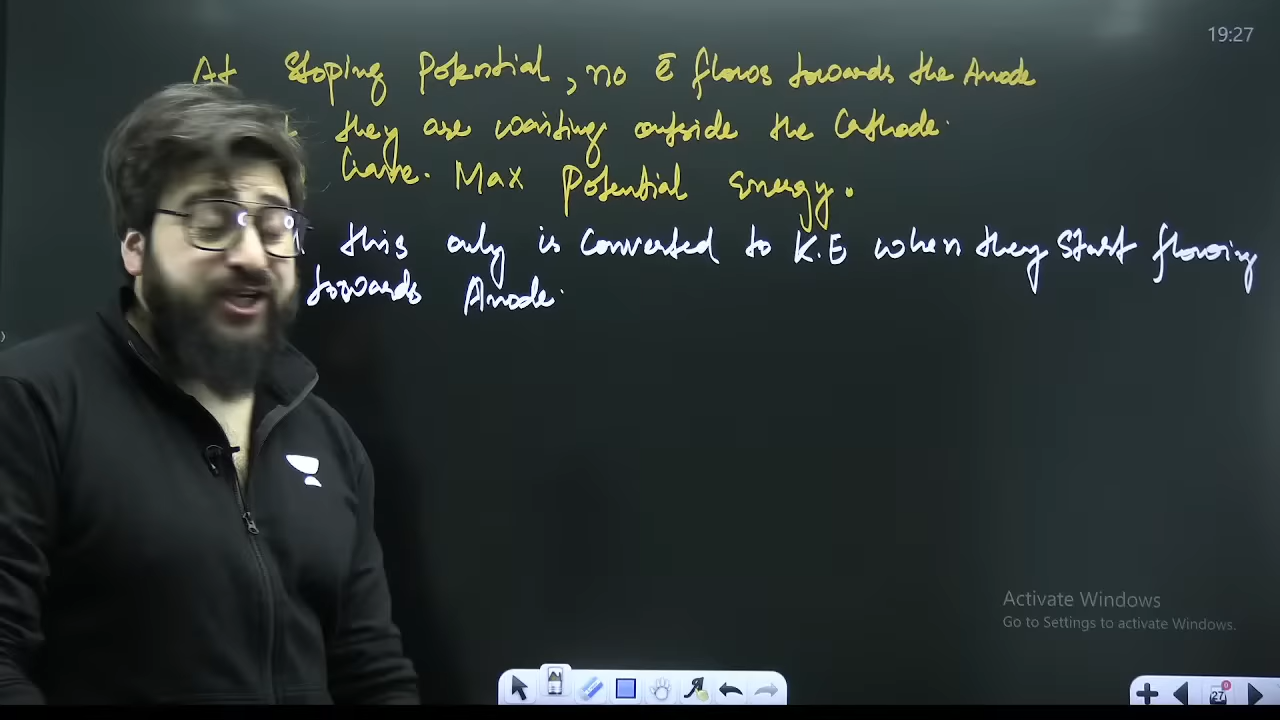 19:27
At Stoping Potential, no ē flows towards the Anode
they are waiting outside the Cathode.
have. Max Potential Energy.
this only is Converted to K.E when they Start flowing
towards Anode.
Activate Windows
Go to Settings to activate Windows.
27